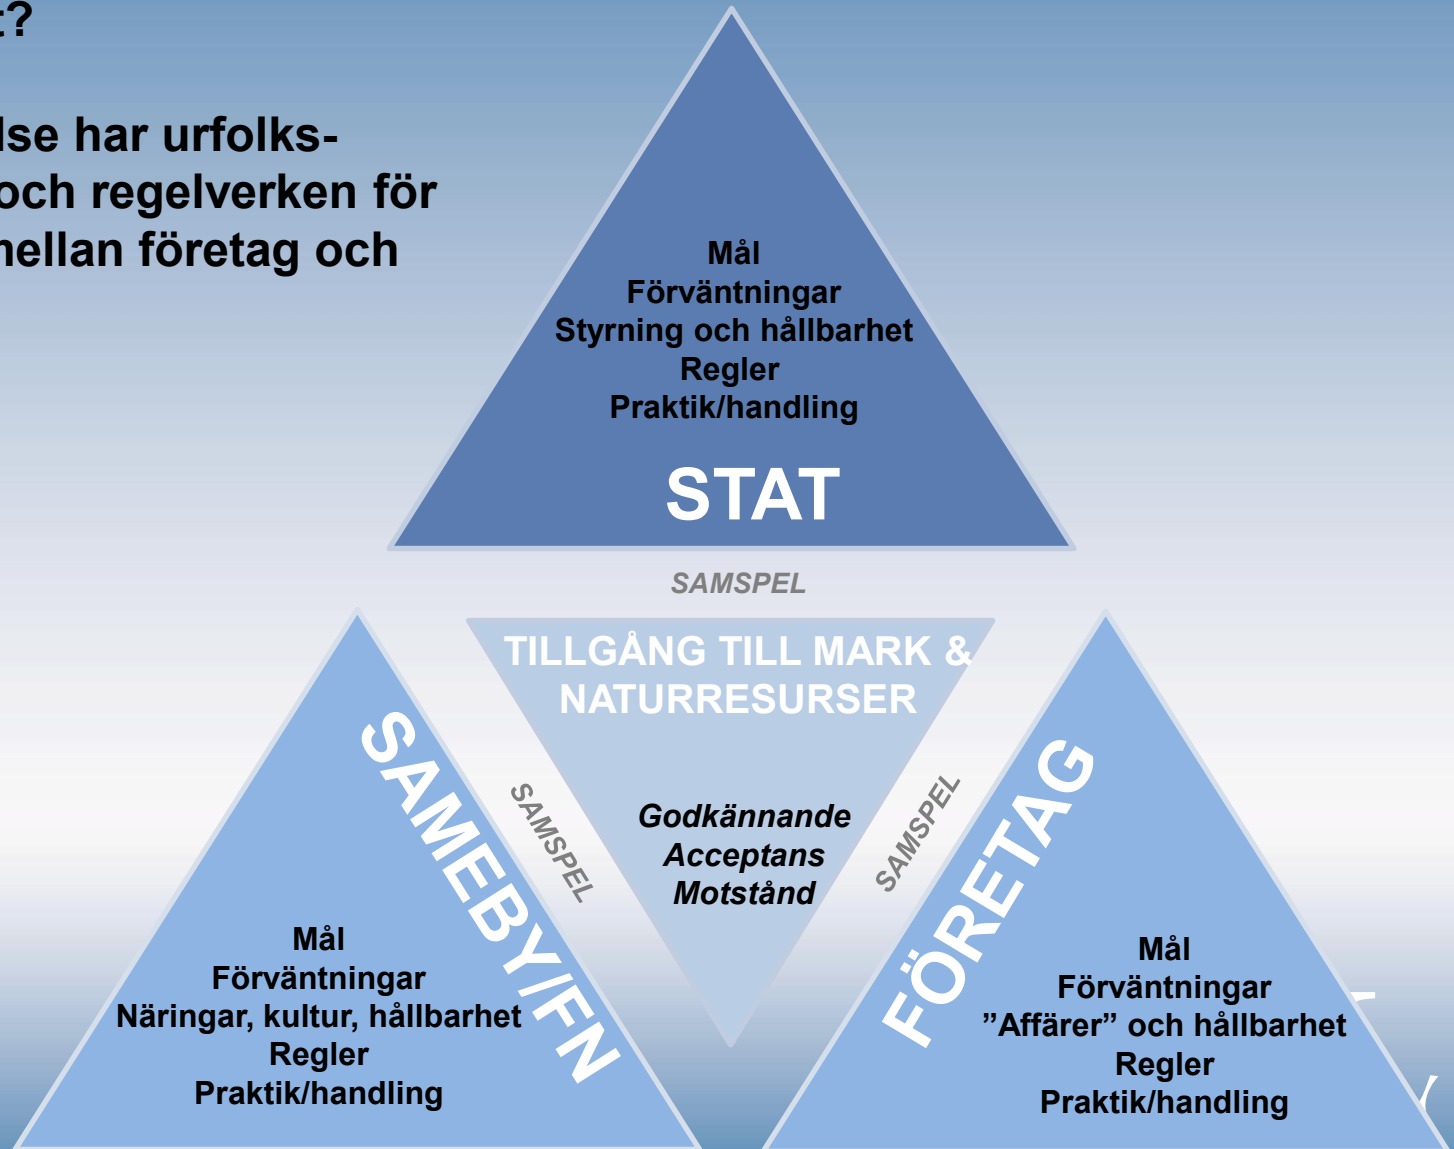 t?
lse har urfolks-
och regelverken för
mellan företag och
Mål
Förväntningar
Styrning och hållbarhet
Regler
Praktik/handling
STAT
SAMSPEL
TILLGÅNG TILL MARK &
NATURRESURSER
Godkännande
Acceptans
Motstånd
SAMSPEL
SAMSPEL
SAMEBY/FN
Mål
Förväntningar
Näringar, kultur, hållbarhet
Regler
Praktik/handling
FÖRETAG
Mål
Förväntningar
”Affärer” och hållbarhet
Regler
Praktik/handling